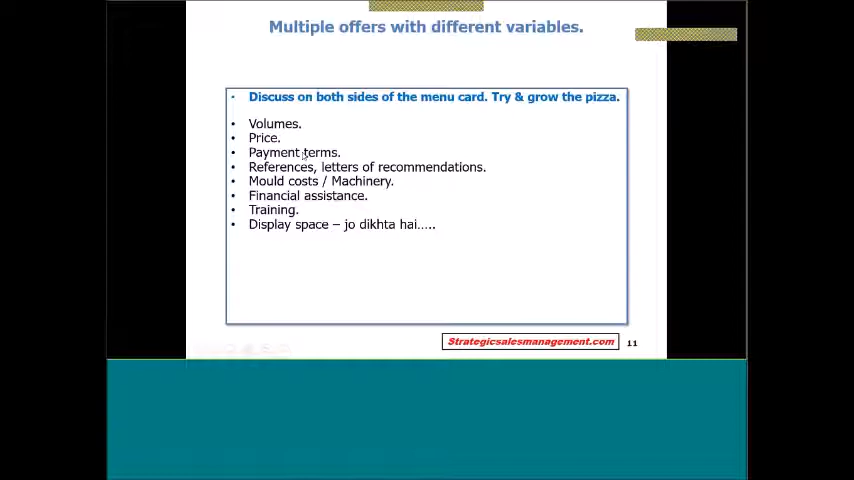 Multiple offers with different variables.
• Discuss on both sides of the menu card. Try & grow the pizza.
• Volumes.
• Price.
• Payment terms.
• References, letters of recommendations.
• Mould costs / Machinery.
• Financial assistance.
• Training.
• Display space – jo dikhta hai…..
Strategicsalesmanagement.com
11